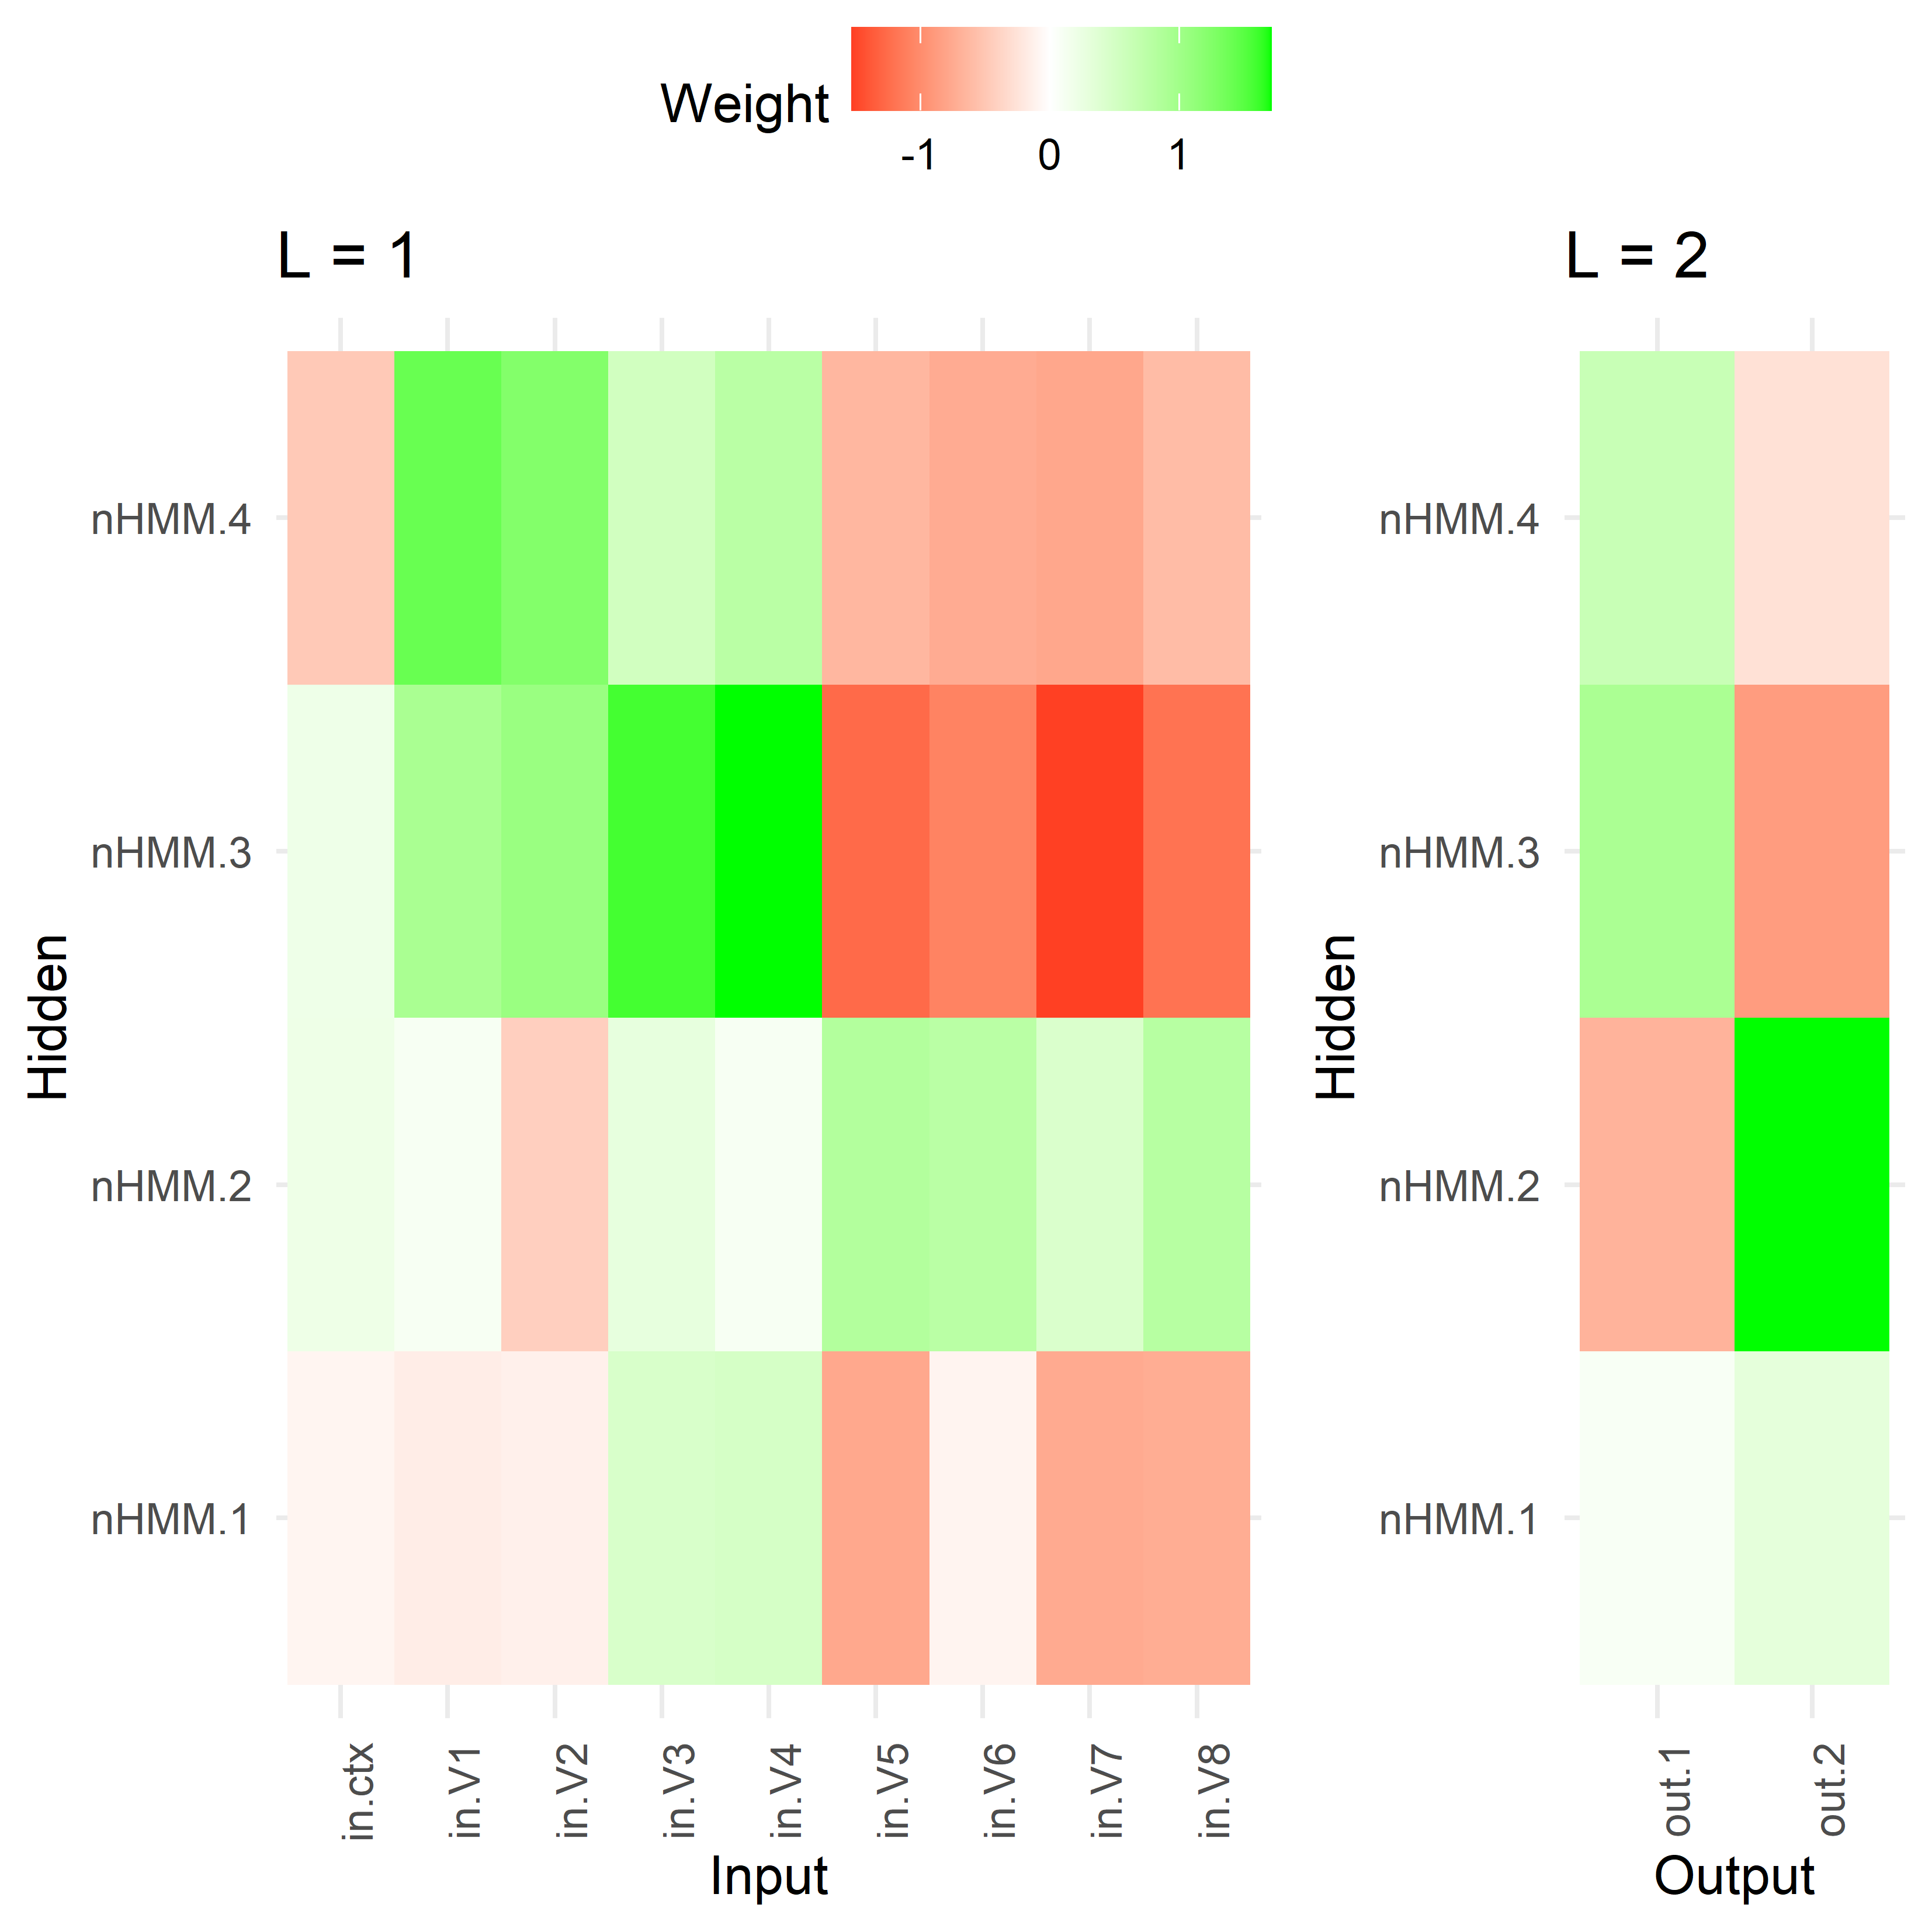 Weight
-1 0 1
L = 1
nHMM.4
nHMM.3
nHMM.2
nHMM.1
Hidden
in.ctx in.V1 in.V2 in.V3 in.V4 in.V5 in.V6 in.V7 in.V8
Input
L = 2
nHMM.4
nHMM.3
nHMM.2
nHMM.1
Hidden
out.1 out.2
Output